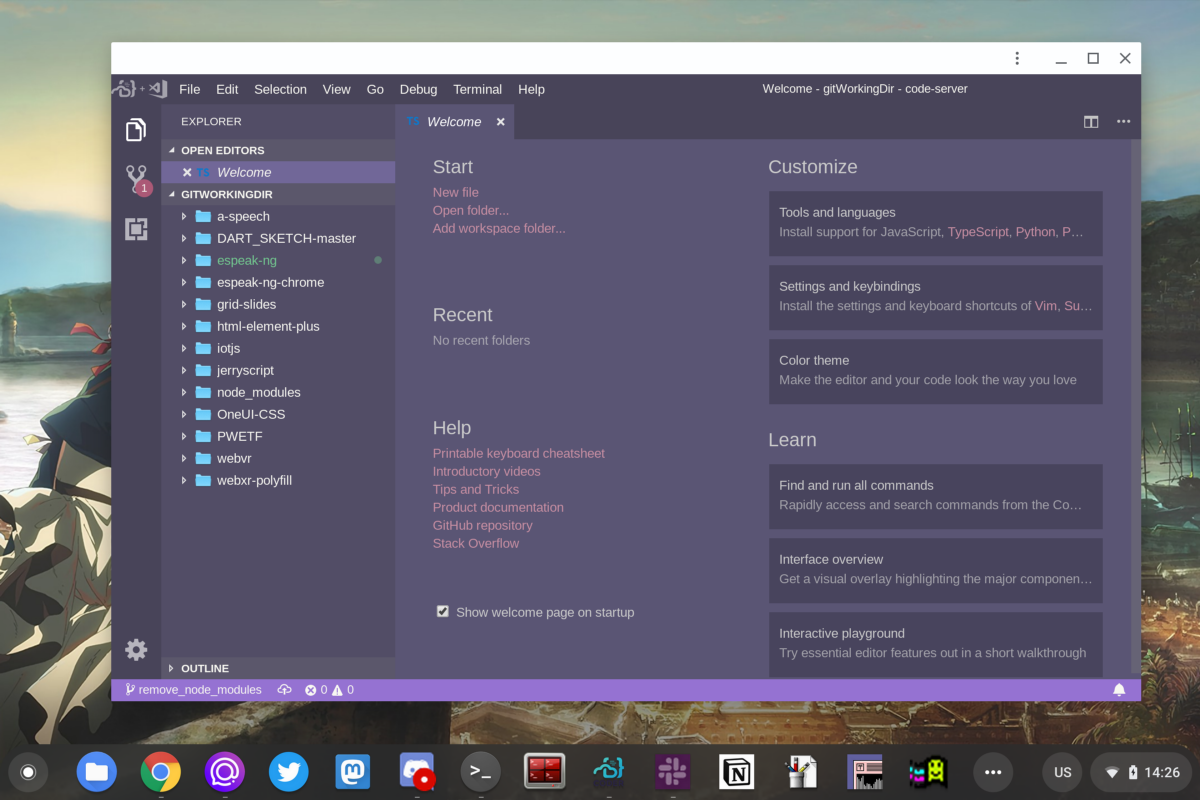 File Edit Selection View Go Debug Terminal Help
Welcome - gitWorkingDir - code-server
EXPLORER
OPEN EDITORS
TS Welcome
GITWORKINGDIR
a-speech
DART_SKETCH-master
espeak-ng
espeak-ng-chrome
grid-slides
html-element-plus
iotjs
jerryscript
node_modules
OneUI-CSS
PWETF
webvr
webxr-polyfill
OUTLINE
1
TS Welcome
Start
New file
Open folder...
Add workspace folder...
Recent
No recent folders
Help
Printable keyboard cheatsheet
Introductory videos
Tips and Tricks
Product documentation
GitHub repository
Stack Overflow
Show welcome page on startup
Customize
Tools and languages
Install support for JavaScript, TypeScript, Python, P…
Settings and keybindings
Install the settings and keyboard shortcuts of Vim, Su…
Color theme
Make the editor and your code look the way you love
Learn
Find and run all commands
Rapidly access and search commands from the Co…
Interface overview
Get a visual overlay highlighting the major componen…
Interactive playground
Try essential editor features out in a short walkthrough
remove_node_modules 0 0
US 14:26